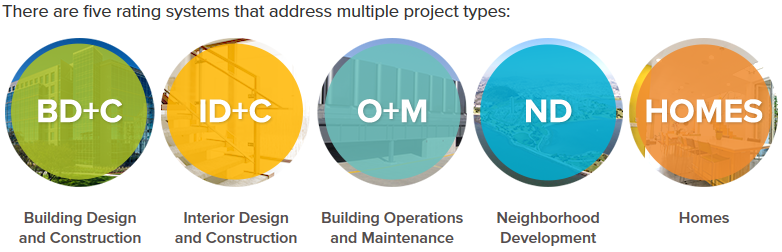 There are five rating systems that address multiple project types:
BD+C
ID+C
O+M
ND
HOMES
Building Design
and Construction
Interior Design
and Construction
Building Operations
and Maintenance
Neighborhood
Development
Homes